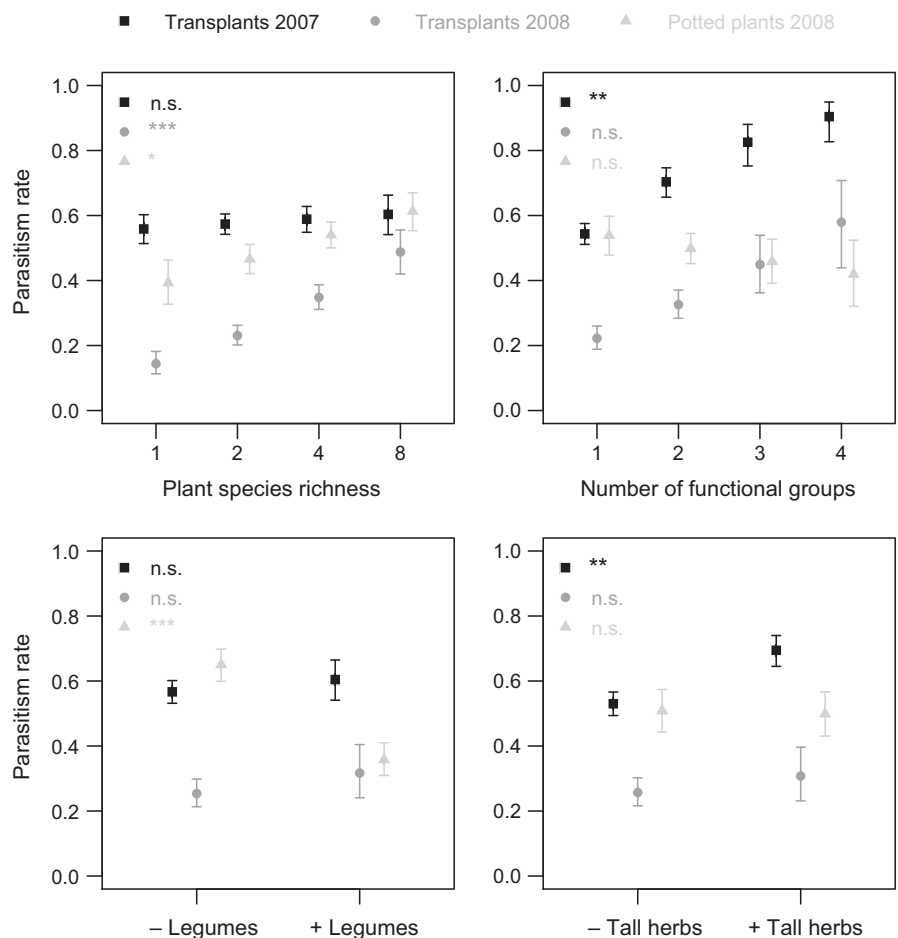 Transplants 2007 Transplants 2008 Potted plants 2008
1.0
0.8
0.6
0.4
0.2
0.0
Parasitism rate
n.s.
***
*
1 2 4 8
Plant species richness
1.0
0.8
0.6
0.4
0.2
0.0
**
n.s.
n.s.
1 2 3 4
Number of functional groups
1.0
0.8
0.6
0.4
0.2
0.0
Parasitism rate
n.s.
n.s.
***
– Legumes + Legumes
1.0
0.8
0.6
0.4
0.2
0.0
**
n.s.
n.s.
– Tall herbs + Tall herbs